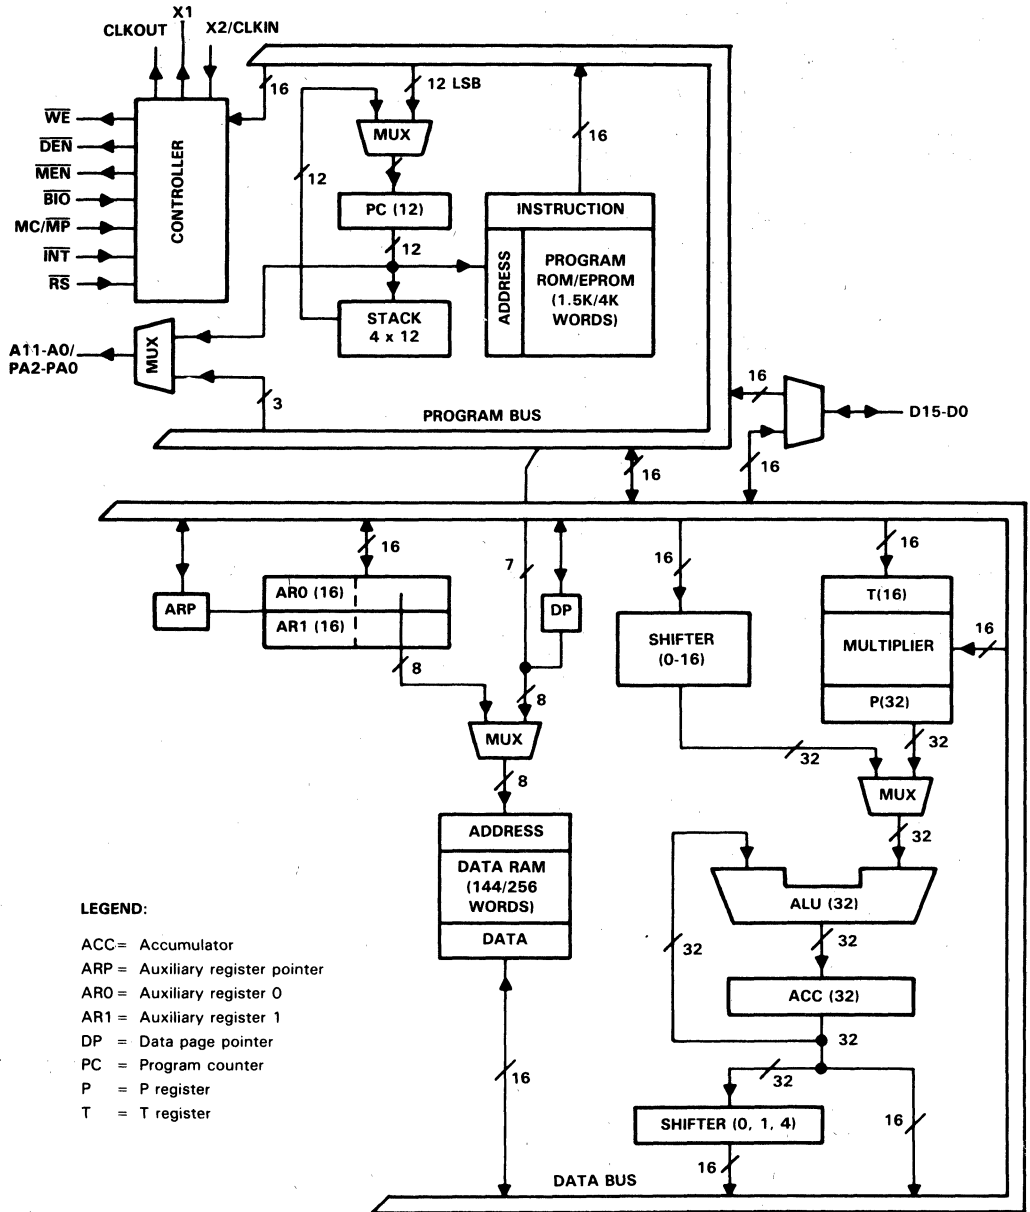 CLKOUT
X1
X2/CLKIN
WE
DEN
MEN
BIO
MC/MP
INT
RS
CONTROLLER
16
12 LSB
MUX
12
PC (12)
12
STACK
4 x 12
16
INSTRUCTION
ADDRESS
PROGRAM
ROM/EPROM
(1.5K/4K
WORDS)
A11-A0/
PA2-PA0
MUX
3
PROGRAM BUS
16
D15-D0
16
16
16
7
16
16
ARP
AR0 (16)
AR1 (16)
DP
8
8
SHIFTER
(0-16)
T(16)
MULTIPLIER
P(32)
16
MUX
8
32
32
MUX
32
ADDRESS
DATA RAM
(144/256
WORDS)
DATA
ALU (32)
32
32
ACC (32)
32
32
SHIFTER (0, 1, 4)
16
16
16
DATA BUS
LEGEND:
ACC = Accumulator
ARP = Auxiliary register pointer
AR0 = Auxiliary register 0
AR1 = Auxiliary register 1
DP = Data page pointer
PC = Program counter
P = P register
T = T register